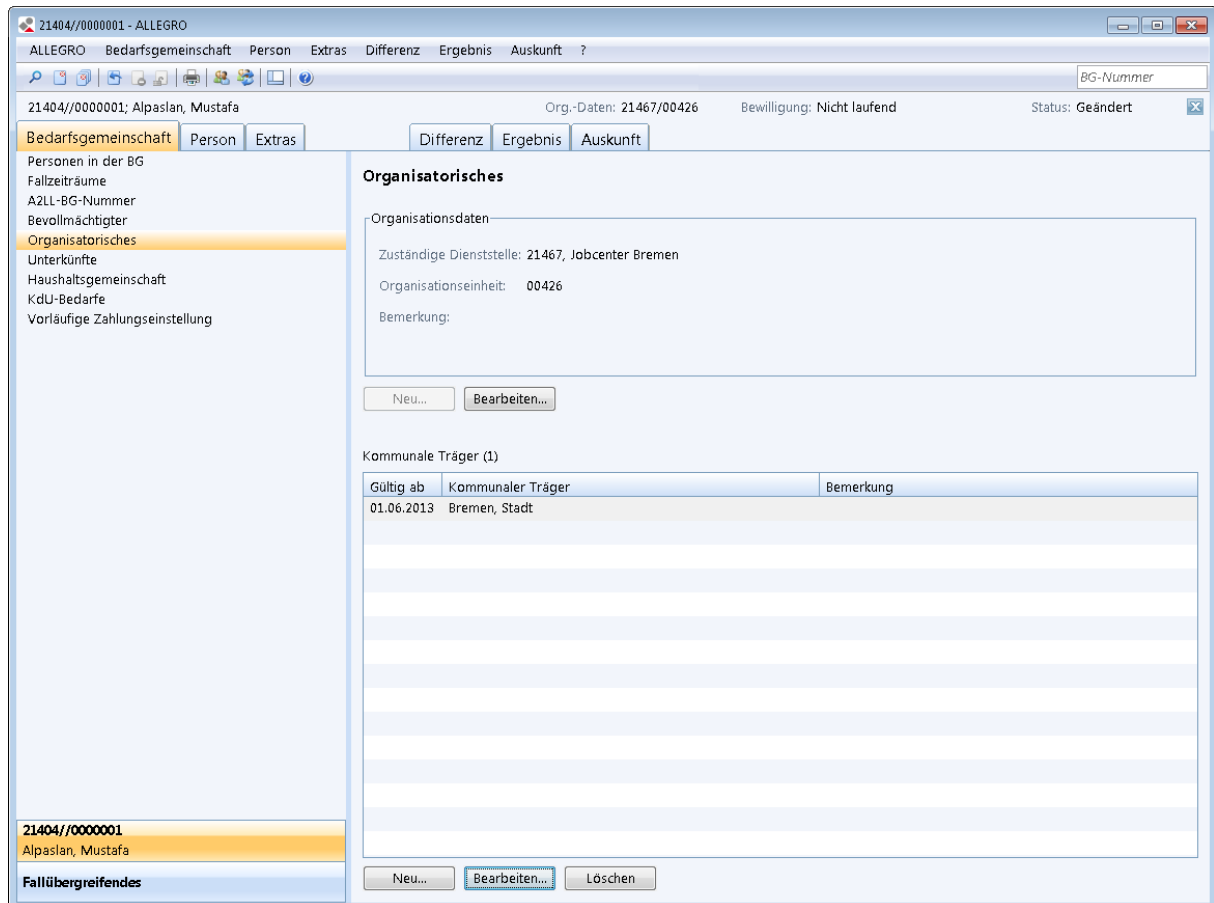 21404//0000001 - ALLEGRO
ALLEGRO Bedarfsgemeinschaft Person Extras Differenz Ergebnis Auskunft ?
BG-Nummer
21404//0000001; Alpaslan, Mustafa Org.-Daten: 21467/00426 Bewilligung: Nicht laufend Status: Geändert
Bedarfsgemeinschaft Person Extras Differenz Ergebnis Auskunft
Personen in der BG
Fallzeiträume
A2LL-BG-Nummer
Bevollmächtigter
Organisatorisches
Unterkünfte
Haushaltsgemeinschaft
KdU-Bedarfe
Vorläufige Zahlungseinstellung
21404//0000001
Alpaslan, Mustafa
Fallübergreifendes
Organisatorisches
Organisationsdaten
Zuständige Dienststelle: 21467, Jobcenter Bremen
Organisationseinheit: 00426
Bemerkung:
Neu... Bearbeiten...
Kommunale Träger (1)
Gültig ab Kommunaler Träger Bemerkung
01.06.2013 Bremen, Stadt
Neu... Bearbeiten... Löschen